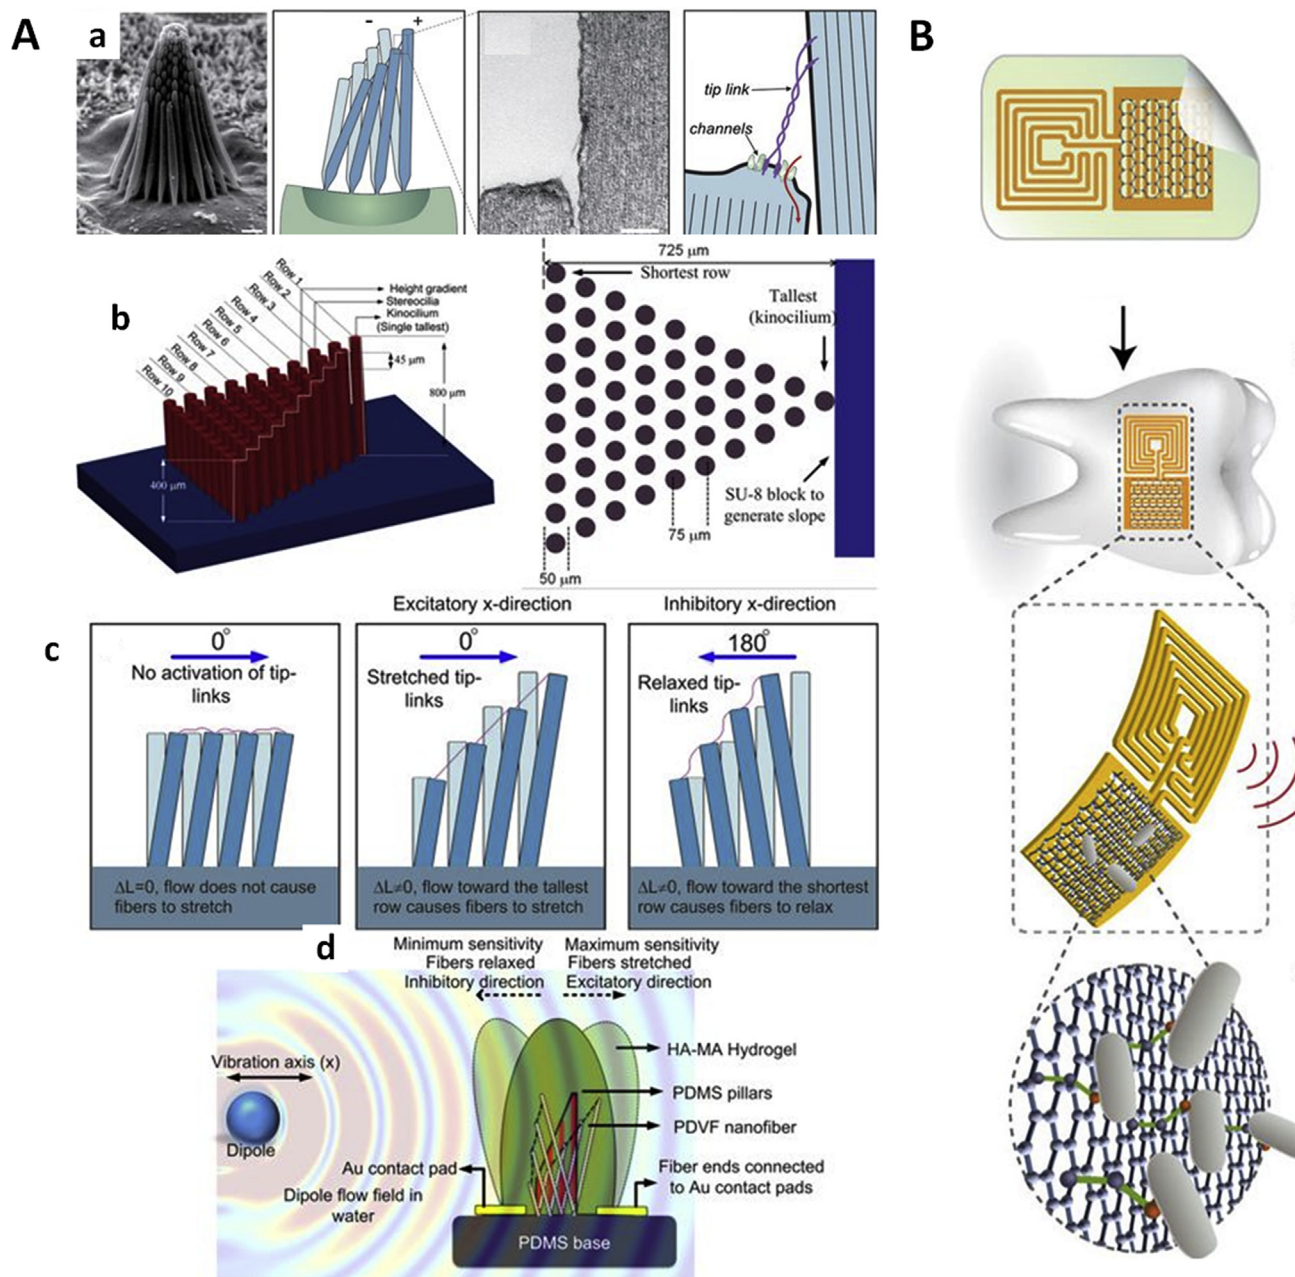 A
a
- +
tip link
channels
B
b
Row 1
Row 2
Row 3
Row 4
Row 5
Row 6
Row 7
Row 8
Row 9
Row 10
Height gradient
Stereocilia
Kinocilium
(Single tallest)
45 µm
800 µm
400 µm
725 µm
Shortest row
Tallest
(kinocilium)
SU-8 block to
generate slope
75 µm
50 µm
c
Excitatory x-direction
Inhibitory x-direction
0°
No activation of tip-
links
ΔL=0, flow does not cause
fibers to stretch
0°
Stretched tip-
links
ΔL≠0, flow toward the tallest
row causes fibers to stretch
180°
Relaxed tip-
links
ΔL≠0, flow toward the shortest
row causes fibers to relax
d
Minimum sensitivity
Fibers relaxed
Inhibitory direction
Maximum sensitivity
Fibers stretched
Excitatory direction
Vibration axis (x)
Dipole
HA-MA Hydrogel
PDMS pillars
PDVF nanofiber
Au contact pad
Dipole flow field in
water
Fiber ends connected
to Au contact pads
PDMS base